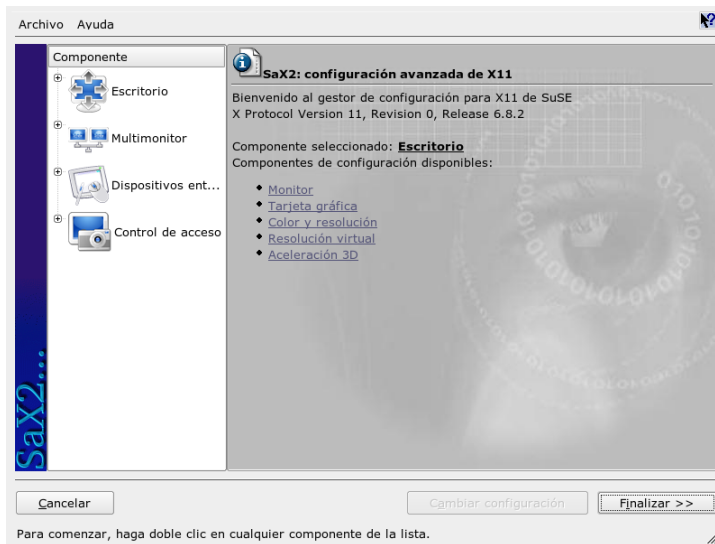 Archivo Ayuda
Componente
Escritorio
Multimonitor
Dispositivos ent...
Control de acceso
SaX2...
SaX2: configuración avanzada de X11
Bienvenido al gestor de configuración para X11 de SuSE
X Protocol Version 11, Revision 0, Release 6.8.2
Componente seleccionado: Escritorio
Componentes de configuración disponibles:
Monitor
Tarjeta gráfica
Color y resolución
Resolución virtual
Aceleración 3D
Cancelar
Cambiar configuración
Finalizar >>
Para comenzar, haga doble clic en cualquier componente de la lista.